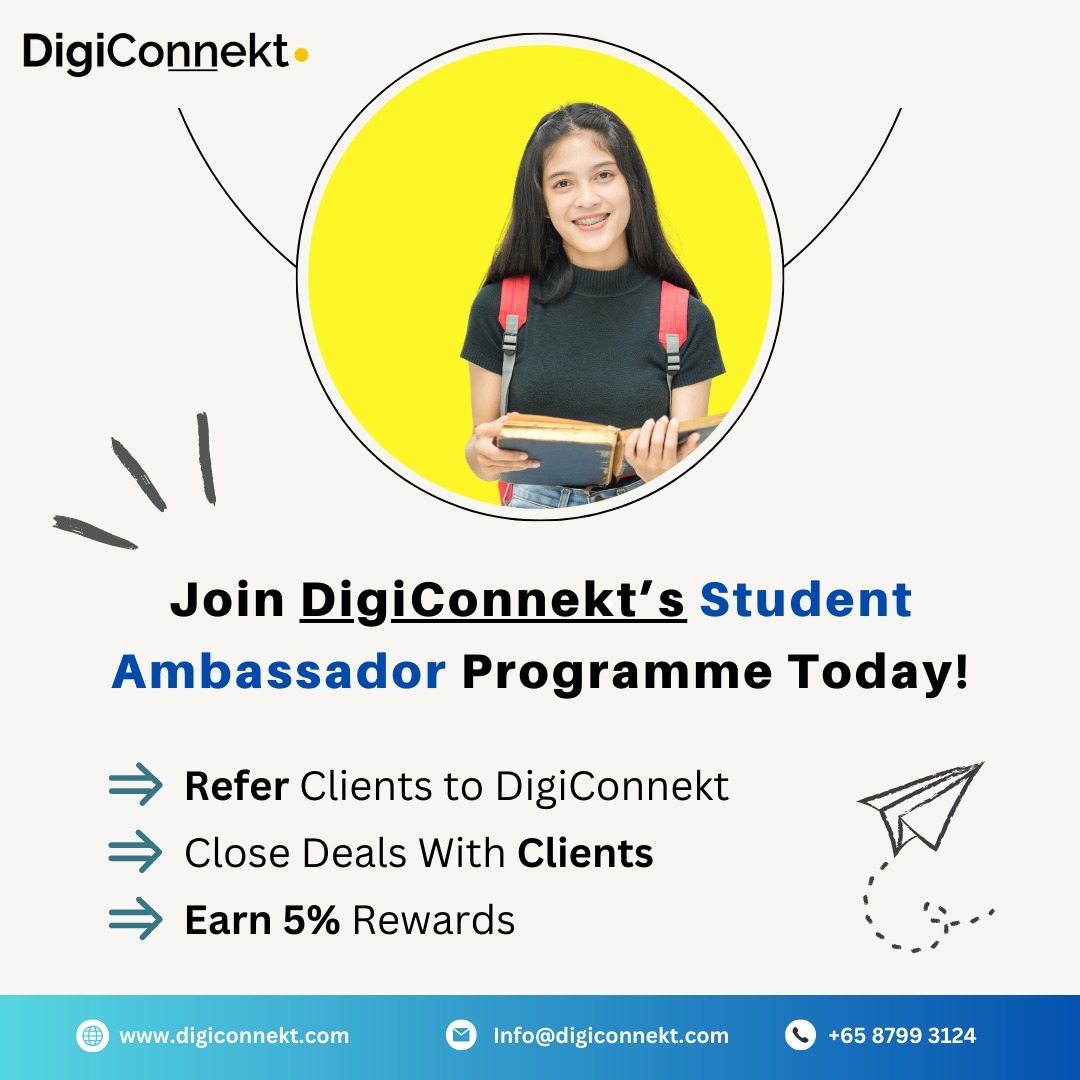 DigiConnekt
Join DigiConnekt’s Student
Ambassador Programme Today!
Refer Clients to DigiConnekt
Close Deals With Clients
Earn 5% Rewards
www.digiconnekt.com Info@digiconnekt.com +65 8799 3124